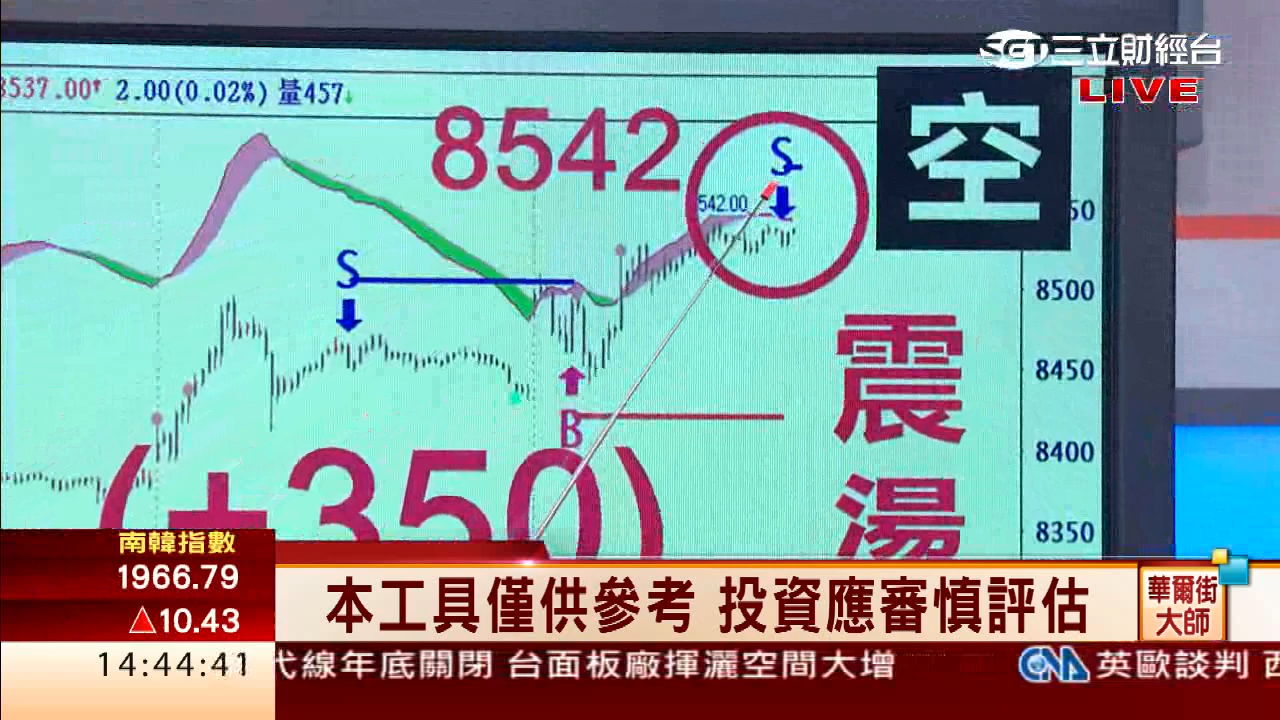 SET三立財經台
LIVE
8537.00↑ 2.00(0.02%) 量457↓
8542
空
S
542.00
S
8500
8450
B
8400
8350
震
湯
(+350)
南韓指數
1966.79
△10.43
本工具僅供參考 投資應審慎評估
華爾街
大師
14:44:41
代線年底關閉 台面板廠揮灑空間大增
CNA 英歐談判 西